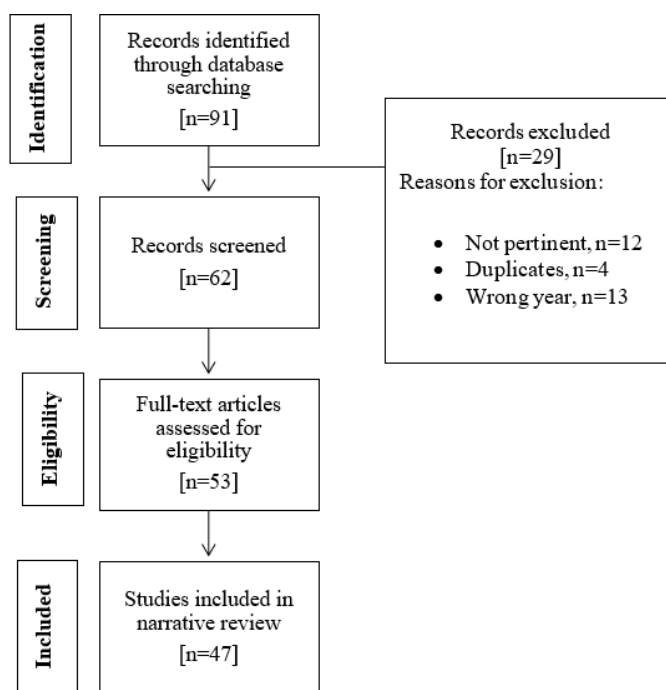 Identification
Records identified
through database
searching
[n=91]
Records excluded
[n=29]
Reasons for exclusion:
• Not pertinent, n=12
• Duplicates, n=4
• Wrong year, n=13
Screening
Records screened
[n=62]
Eligibility
Full-text articles
assessed for
eligibility
[n=53]
Included
Studies included in
narrative review
[n=47]